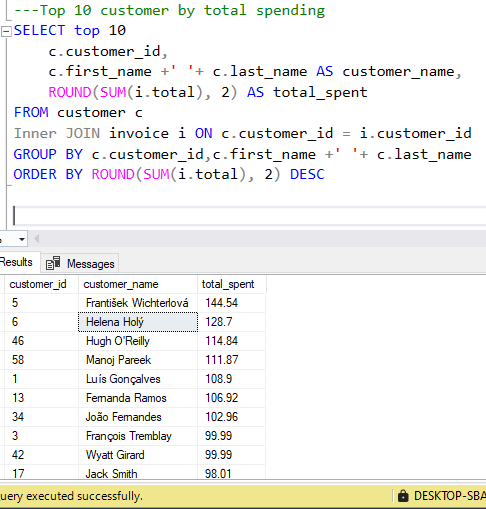 ---Top 10 customer by total spending
SELECT top 10
c.customer_id,
c.first_name +' '+ c.last_name AS customer_name,
ROUND(SUM(i.total), 2) AS total_spent
FROM customer c
Inner JOIN invoice i ON c.customer_id = i.customer_id
GROUP BY c.customer_id,c.first_name +' '+ c.last_name
ORDER BY ROUND(SUM(i.total), 2) DESC
Results Messages
customer_id customer_name total_spent
5 František Wichterlová 144.54
6 Helena Holý 128.7
46 Hugh O'Reilly 114.84
58 Manoj Pareek 111.87
1 Luís Gonçalves 108.9
13 Fernanda Ramos 106.92
34 João Fernandes 102.96
3 François Tremblay 99.99
42 Wyatt Girard 99.99
17 Jack Smith 98.01
uery executed successfully. DESKTOP-SBA